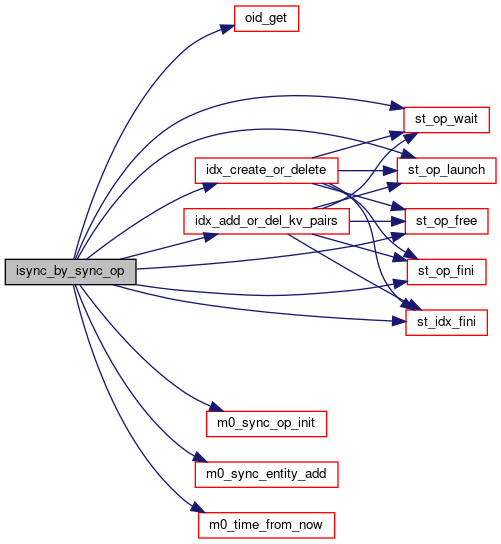 oid_get
st_op_wait
idx_create_or_delete
st_op_launch
idx_add_or_del_kv_pairs
st_op_free
isync_by_sync_op
st_op_fini
st_idx_fini
m0_sync_op_init
m0_sync_entity_add
m0_time_from_now